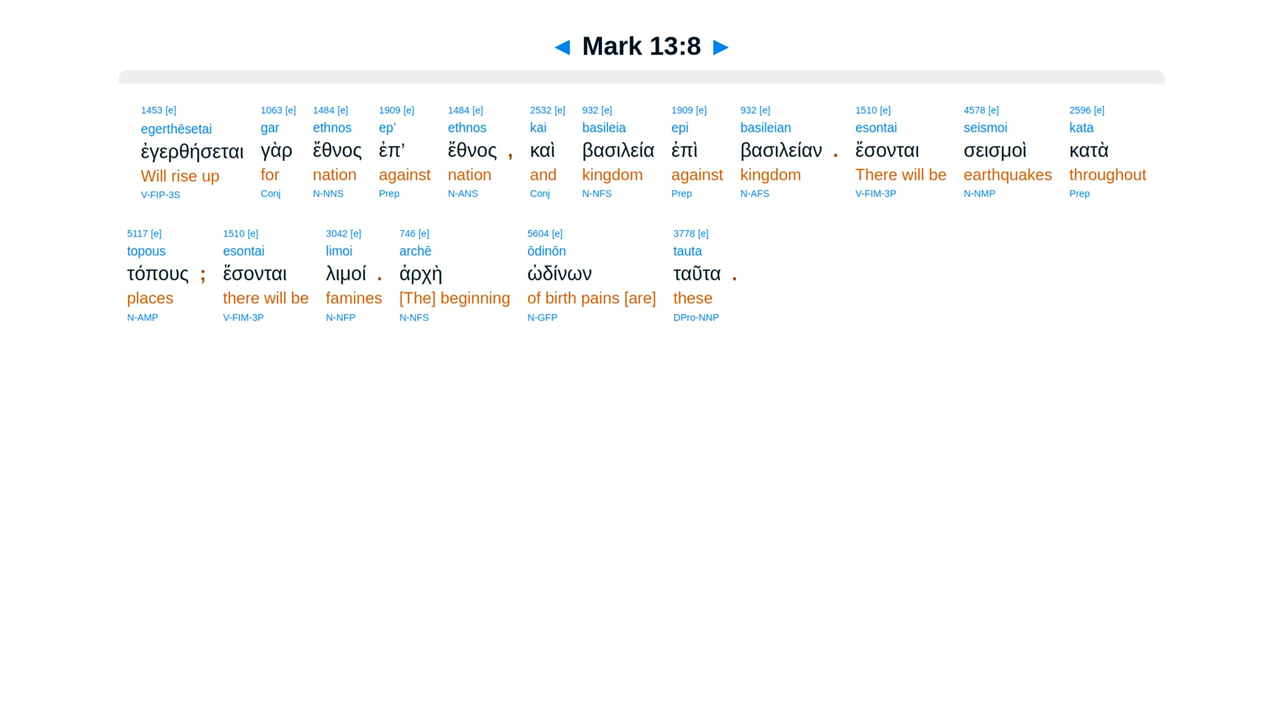 ◄ Mark 13:8 ►
1453 [e] 1063 [e] 1484 [e] 1909 [e] 1484 [e] 2532 [e] 932 [e] 1909 [e] 932 [e] 1510 [e] 4578 [e] 2596 [e]
egerthēsetai gar ethnos ep’ ethnos kai basileia epi basileian esontai seismoi kata
ἐγερθήσεται γὰρ ἔθνος ἐπ’ ἔθνος , καὶ βασιλεία ἐπὶ βασιλείαν . ἔσονται σεισμοὶ κατὰ
Will rise up for nation against nation and kingdom against kingdom There will be earthquakes throughout
V-FIP-3S Conj N-NNS Prep N-ANS Conj N-NFS Prep N-AFS V-FIM-3P N-NMP Prep
5117 [e] 1510 [e] 3042 [e] 746 [e] 5604 [e] 3778 [e]
topous esontai limoi archē ōdinōn tauta
τόπους ; ἔσονται λιμοί . ἀρχὴ ὠδίνων ταῦτα .
places there will be famines [The] beginning of birth pains [are] these
N-AMP V-FIM-3P N-NFP N-NFS N-GFP DPro-NNP